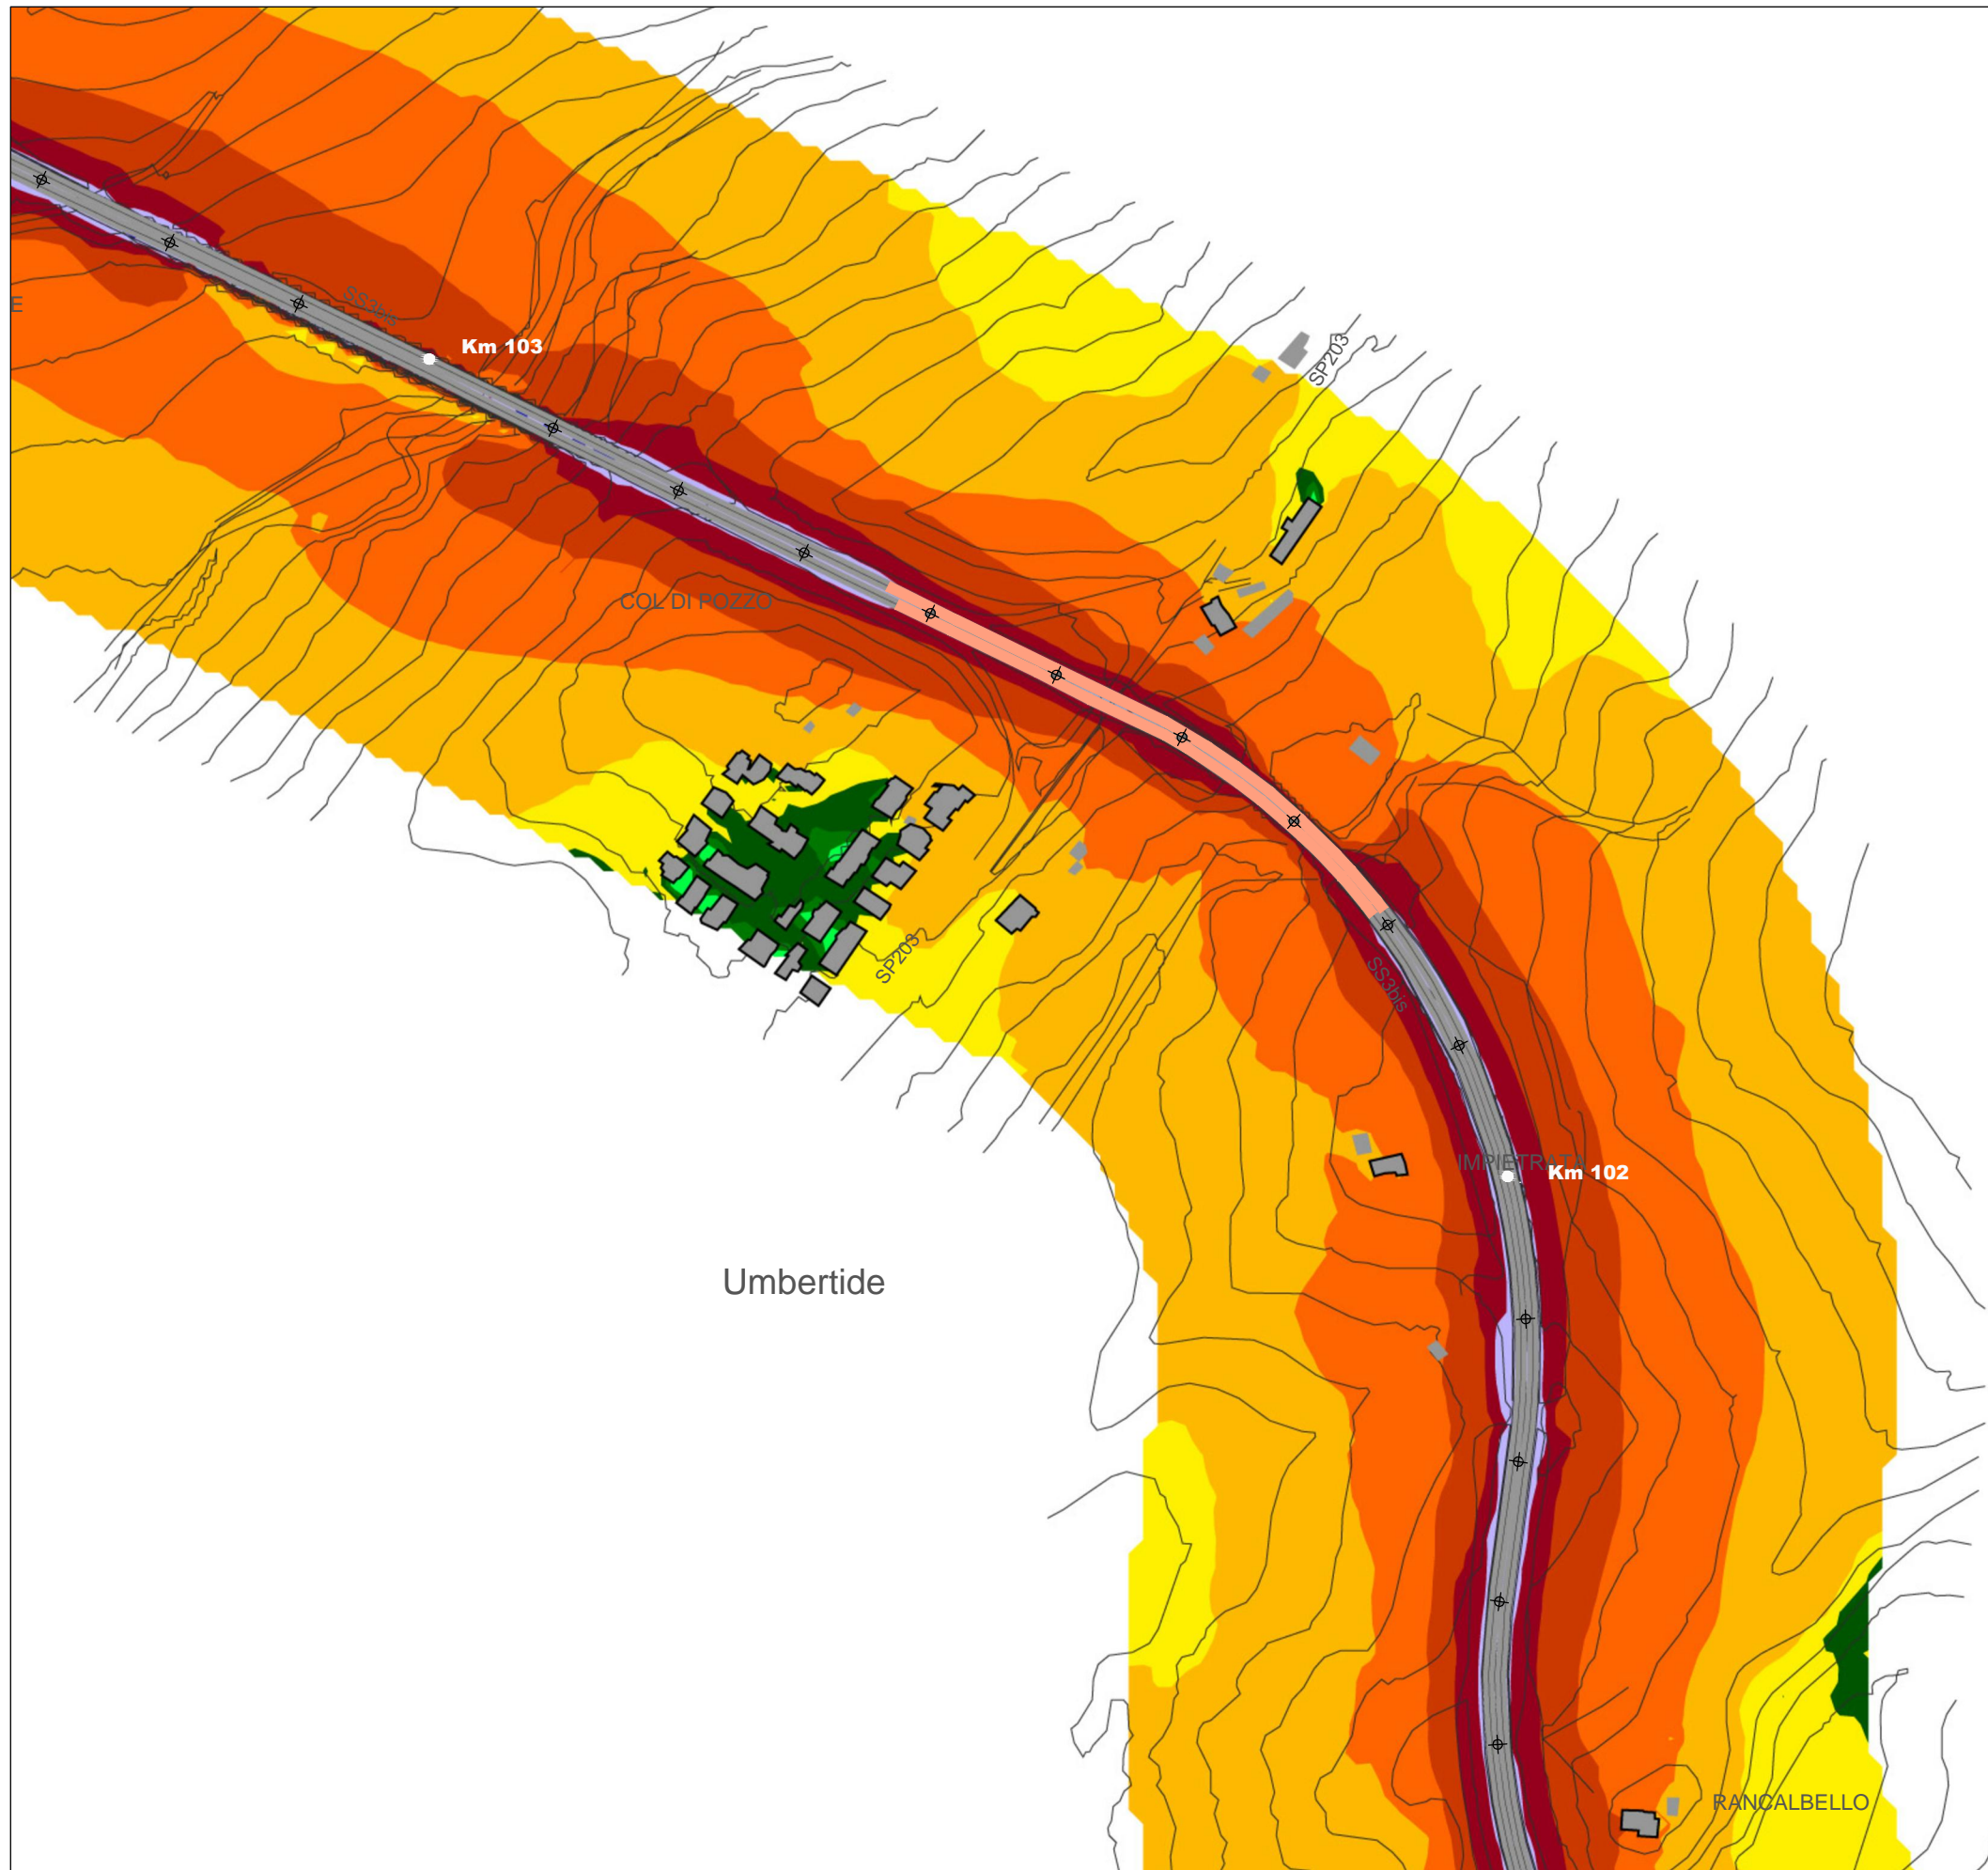 E
SS3bis
Km 103
SP203
COL DI POZZO
SP203
SS3bis
IMPIETRATA
Km 102
Umbertide
RANCALBELLO